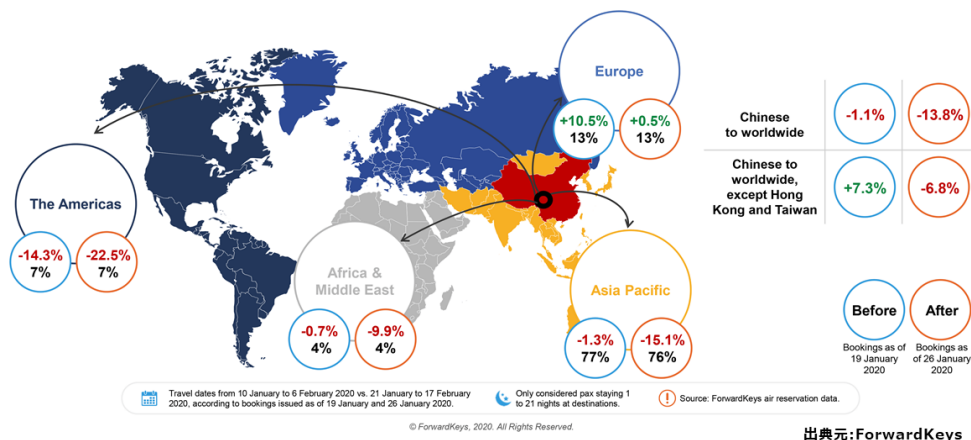 Europe
+10.5%
13%
+0.5%
13%
The Americas
-14.3%
7%
-22.5%
7%
Africa &
Middle East
-0.7%
4%
-9.9%
4%
Asia Pacific
-1.3%
77%
-15.1%
76%
Chinese
to worldwide
-1.1%
-13.8%
Chinese to
worldwide,
except Hong
Kong and Taiwan
+7.3%
-6.8%
Before
Bookings as of
19 January
2020
After
Bookings as
of 26 January
2020
Travel dates from 10 January to 6 February 2020 vs. 21 January to 17 February
2020, according to bookings issued as of 19 January and 26 January 2020.
Only considered pax staying 1
to 21 nights at destinations.
Source: ForwardKeys air reservation data.
© ForwardKeys, 2020. All Rights Reserved.
出典元:ForwardKeys